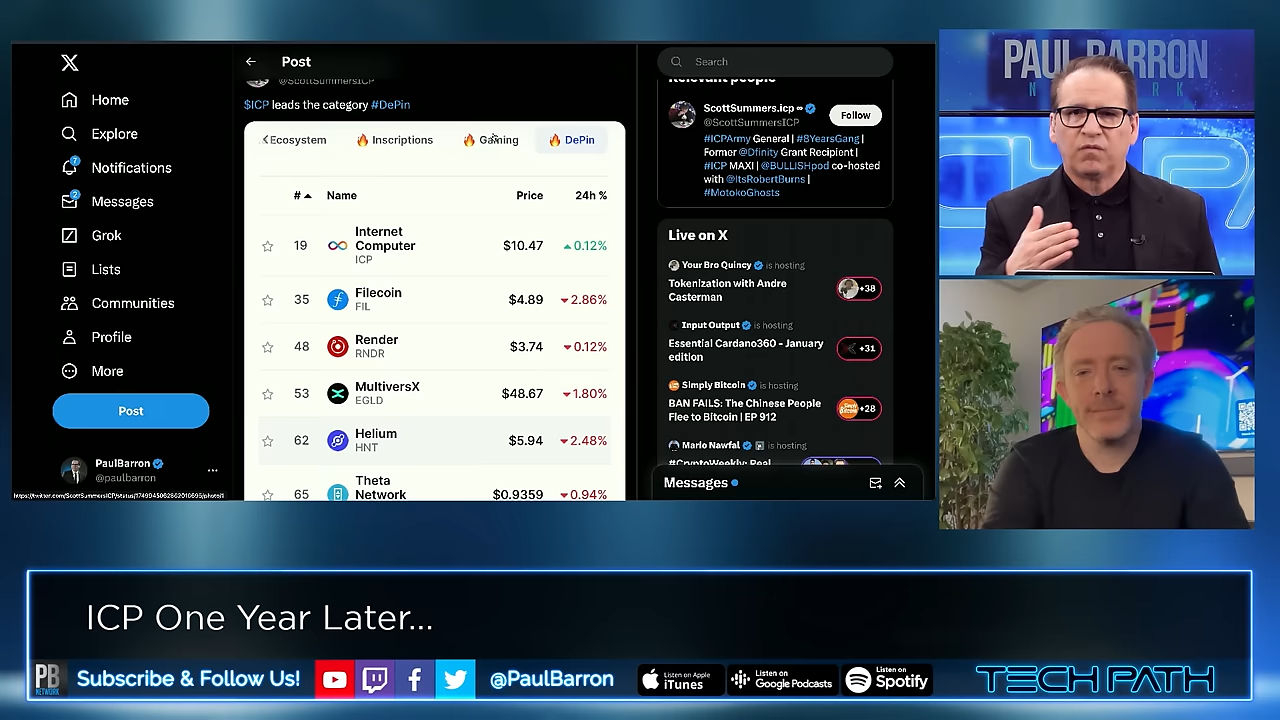 Post
Search
@ScottSummersICP
$ICP leads the category #DePin
Home
Explore
Notifications
Messages
Grok
Lists
Communities
Profile
More
Post
PaulBarron
@paulbarron
7
2
Ecosystem
🔥 Inscriptions
🔥 Gaming
🔥 DePin
# Name Price 24h %
19 Internet Computer ICP $10.47 0.12%
35 Filecoin FIL $4.89 2.86%
48 Render RNDR $3.74 0.12%
53 MultiversX EGLD $48.67 1.80%
62 Helium HNT $5.94 2.48%
65 Theta Network $0.9359 0.94%
Relevant people
ScottSummers.icp ∞
@ScottSummersICP
Follow
#ICPArmy General | #8YearsGang |
Former @Dfinity Grant Recipient |
#ICP MAXI | @BULLISHpod co-hosted
with @ItsRobertBurns |
#MotokoGhosts
Live on X
Your Bro Quincy is hosting
Tokenization with Andre
Casterman
+38
Input Output is hosting
Essential Cardano360 - January
edition
+31
Simply Bitcoin is hosting
BAN FAILS: The Chinese People
Flee to Bitcoin | EP 912
+28
Mario Nawfal is hosting
#CryptoWeekly: Real
Messages
PAUL BARRON
NETWORK
ICP One Year Later...
PB
NETWORK
Subscribe & Follow Us!
@PaulBarron
Listen on Apple
iTunes
Listen on
Google Podcasts
Listen on
Spotify
TECH PATH